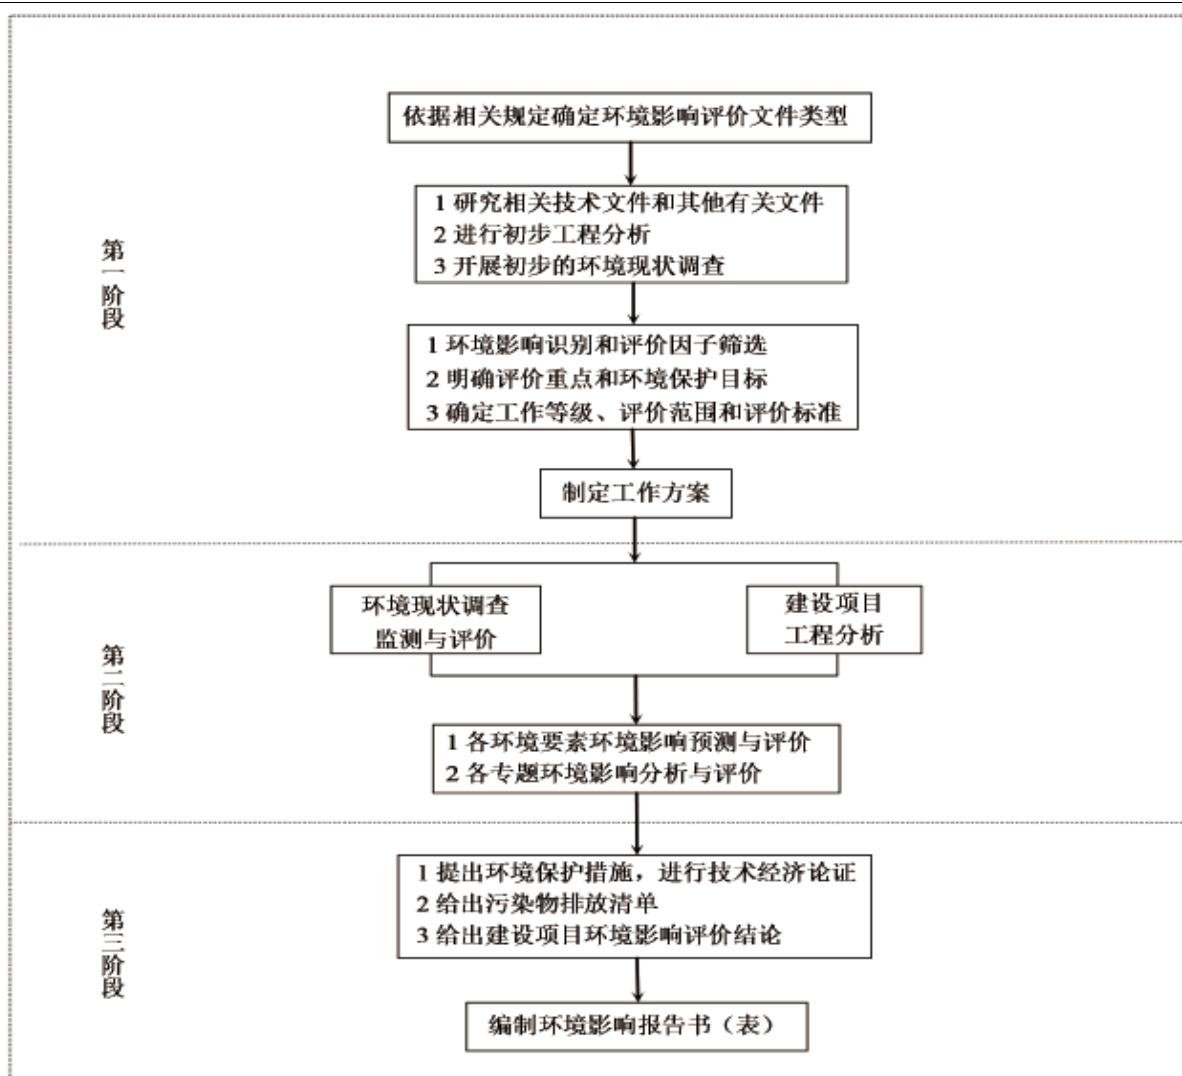 依据相关规定确定环境影响评价文件类型
1 研究相关技术文件和其他有关文件
2 进行初步工程分析
3 开展初步的环境现状调查
第一阶段
1 环境影响识别和评价因子筛选
2 明确评价重点和环境保护目标
3 确定工作等级、评价范围和评价标准
制定工作方案
环境现状调查
监测与评价
建设项目
工程分析
第二阶段
1 各环境要素环境影响预测与评价
2 各专题环境影响分析与评价
1 提出环境保护措施，进行技术经济论证
2 给出污染物排放清单
3 给出建设项目环境影响评价结论
第三阶段
编制环境影响报告书（表）